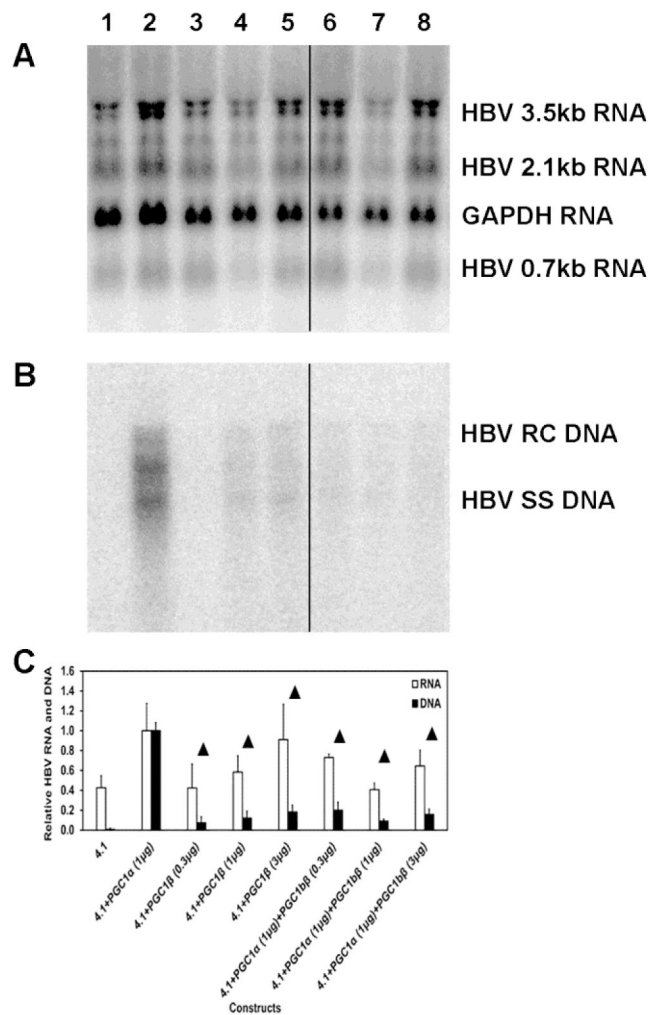 1 2 3 4 5 6 7 8
A
HBV 3.5kb RNA
HBV 2.1kb RNA
GAPDH RNA
HBV 0.7kb RNA
B
HBV RC DNA
HBV SS DNA
C
Relative HBV RNA and DNA
1.6
1.4
1.2
1.0
0.8
0.6
0.4
0.2
0.0
RNA
DNA
4.1
4.1+PGC1α (1µg)
4.1+PGC1β (0.3µg)
4.1+PGC1β (1µg)
4.1+PGC1β (3µg)
4.1+PGC1α (1µg)+PGC1bβ (0.3µg)
4.1+PGC1α (1µg)+PGC1bβ (1µg)
4.1+PGC1α (1µg)+PGC1bβ (3µg)
Constructs